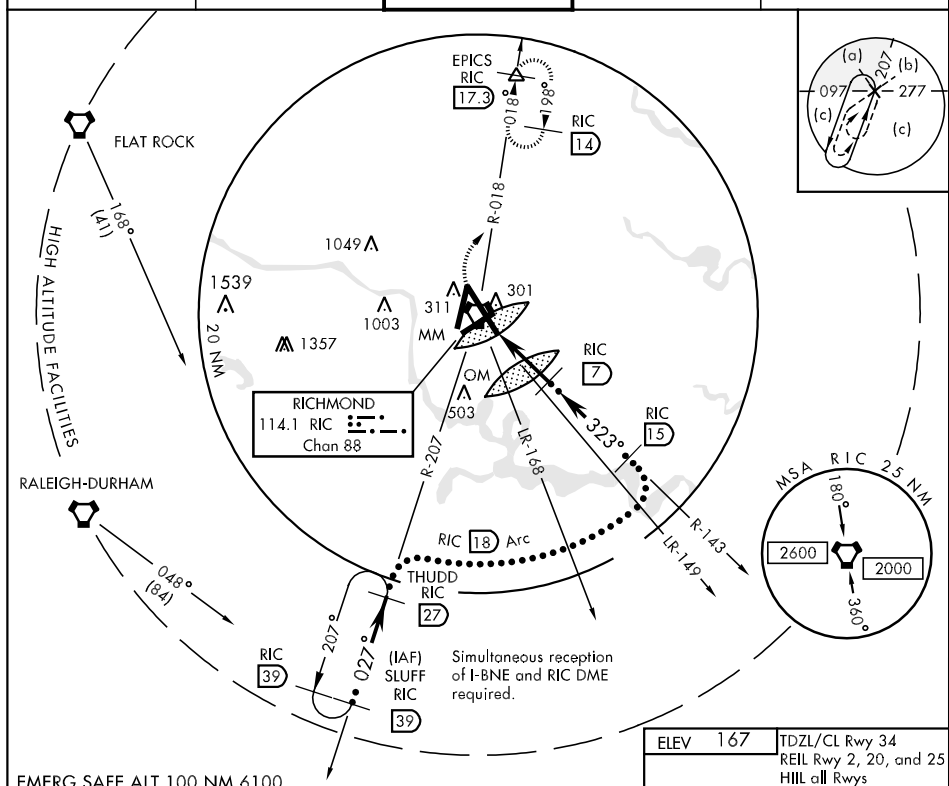 EPICS
RIC
17.3
018°
198°
RIC
14
R-018
(a)
207
(b)
097
277
(c)
(c)
FLAT ROCK
168°
(41)
HIGH ALTITUDE FACILITIES
1049
1539
20 NM
1357
1003
311
301
MM
OM
503
RIC
7
RICHMOND
114.1 RIC
Chan 88
R-207
LR-168
323°
RIC
15
R-143
LR-149
RALEIGH-DURHAM
048°
(84)
RIC 18 Arc
THUDD
RIC
27
207°
027°
RIC
39
(IAF)
SLUFF
RIC
39
Simultaneous reception
of I-BNE and RIC DME
required.
MSA RIC 25 NM
180°
2600
2000
360°
EMERG SAFE ALT 100 NM 6100
ELEV 167
TDZL/CL Rwy 34
REIL Rwy 2, 20, and 25
HIIL all Rwys